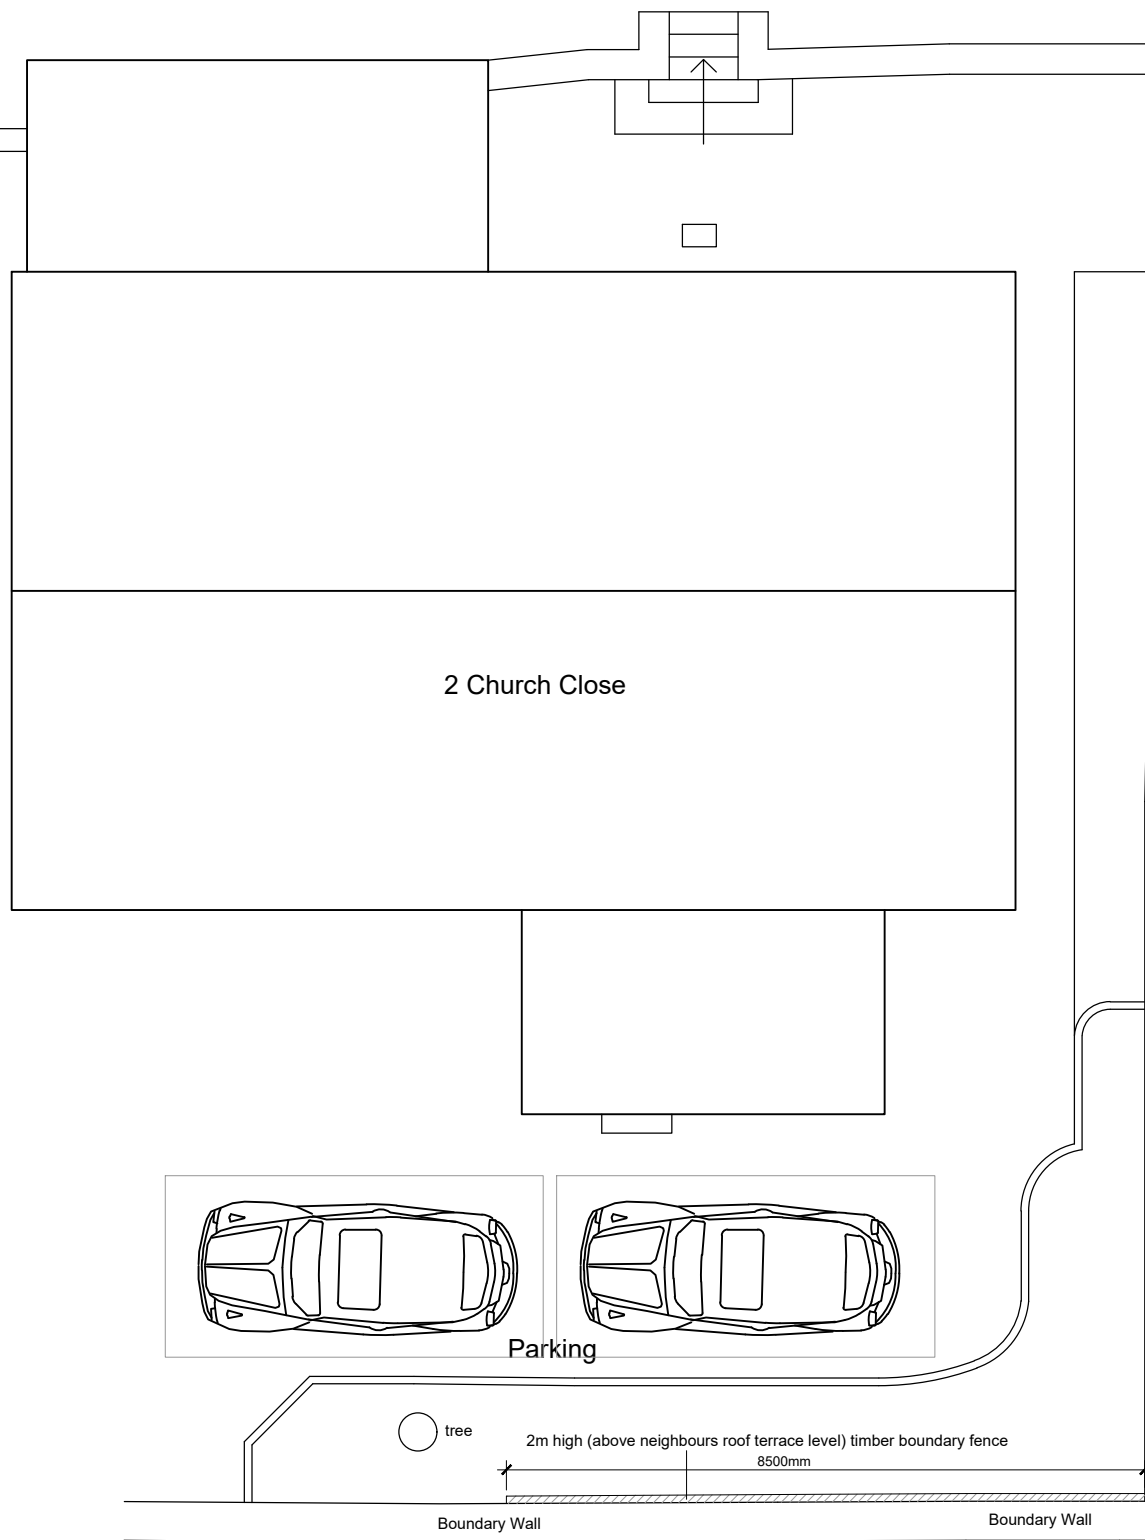 2 Church Close
Parking
tree
2m high (above neighbours roof terrace level) timber boundary fence
8500mm
Boundary Wall
Boundary Wall